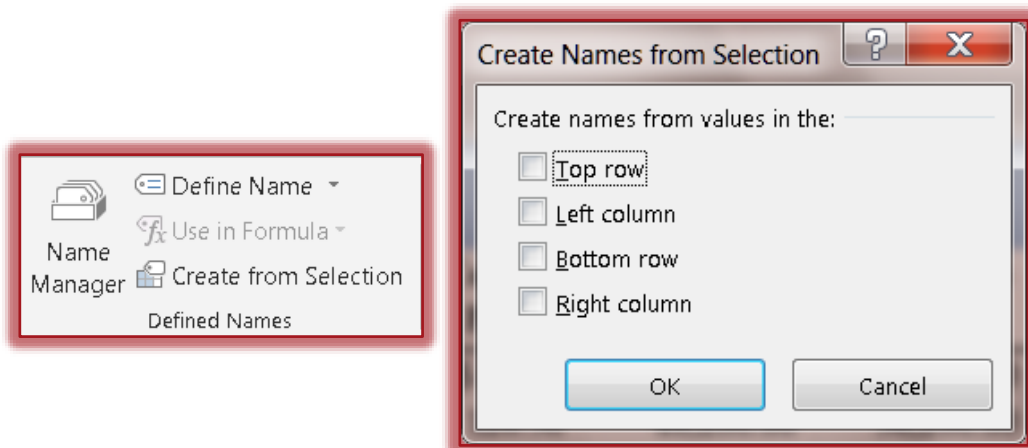 Define Name
Use in Formula
Name
Manager
Create from Selection
Defined Names
Create Names from Selection
?
X
Create names from values in the:
Top row
Left column
Bottom row
Right column
OK
Cancel